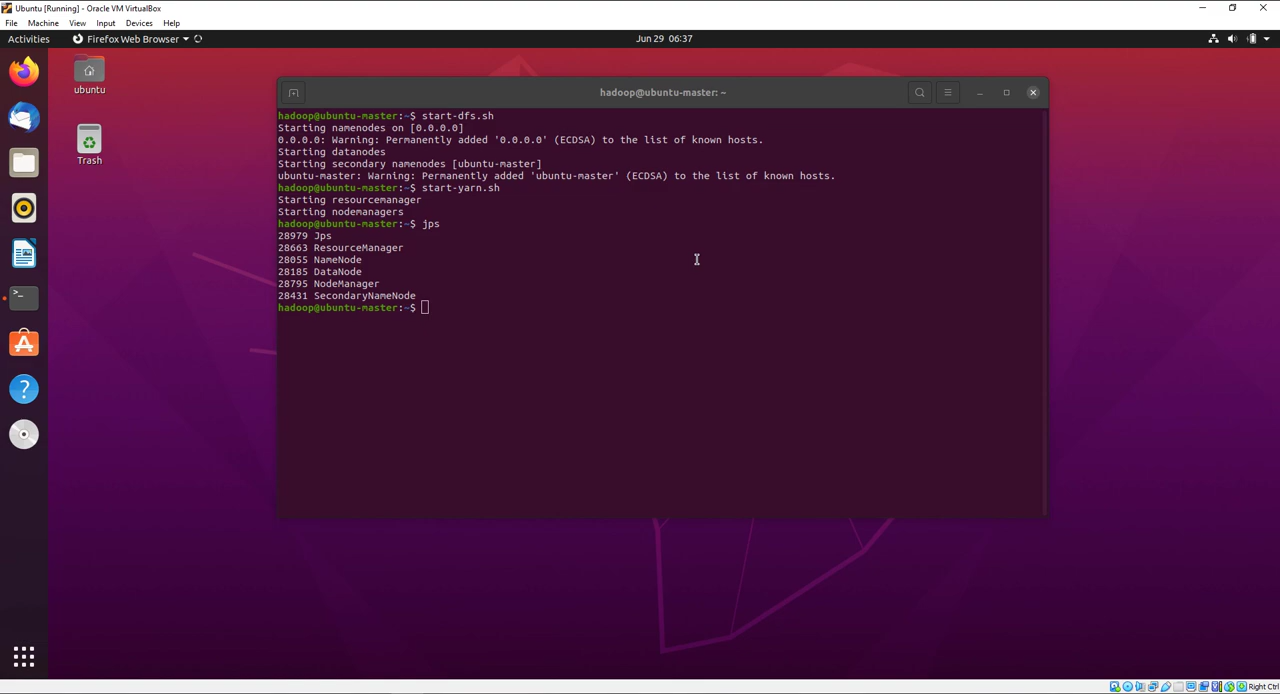 Ubuntu [Running] - Oracle VM VirtualBox
File Machine View Input Devices Help
Activities Firefox Web Browser Jun 29 06:37
ubuntu
Trash
hadoop@ubuntu-master: ~
hadoop@ubuntu-master:~$ start-dfs.sh
Starting namenodes on [0.0.0.0]
0.0.0.0: Warning: Permanently added '0.0.0.0' (ECDSA) to the list of known hosts.
Starting datanodes
Starting secondary namenodes [ubuntu-master]
ubuntu-master: Warning: Permanently added 'ubuntu-master' (ECDSA) to the list of known hosts.
hadoop@ubuntu-master:~$ start-yarn.sh
Starting resourcemanager
Starting nodemanagers
hadoop@ubuntu-master:~$ jps
28979 Jps
28663 ResourceManager
28055 NameNode
28185 DataNode
28795 NodeManager
28431 SecondaryNameNode
hadoop@ubuntu-master:~$
Right Ctrl